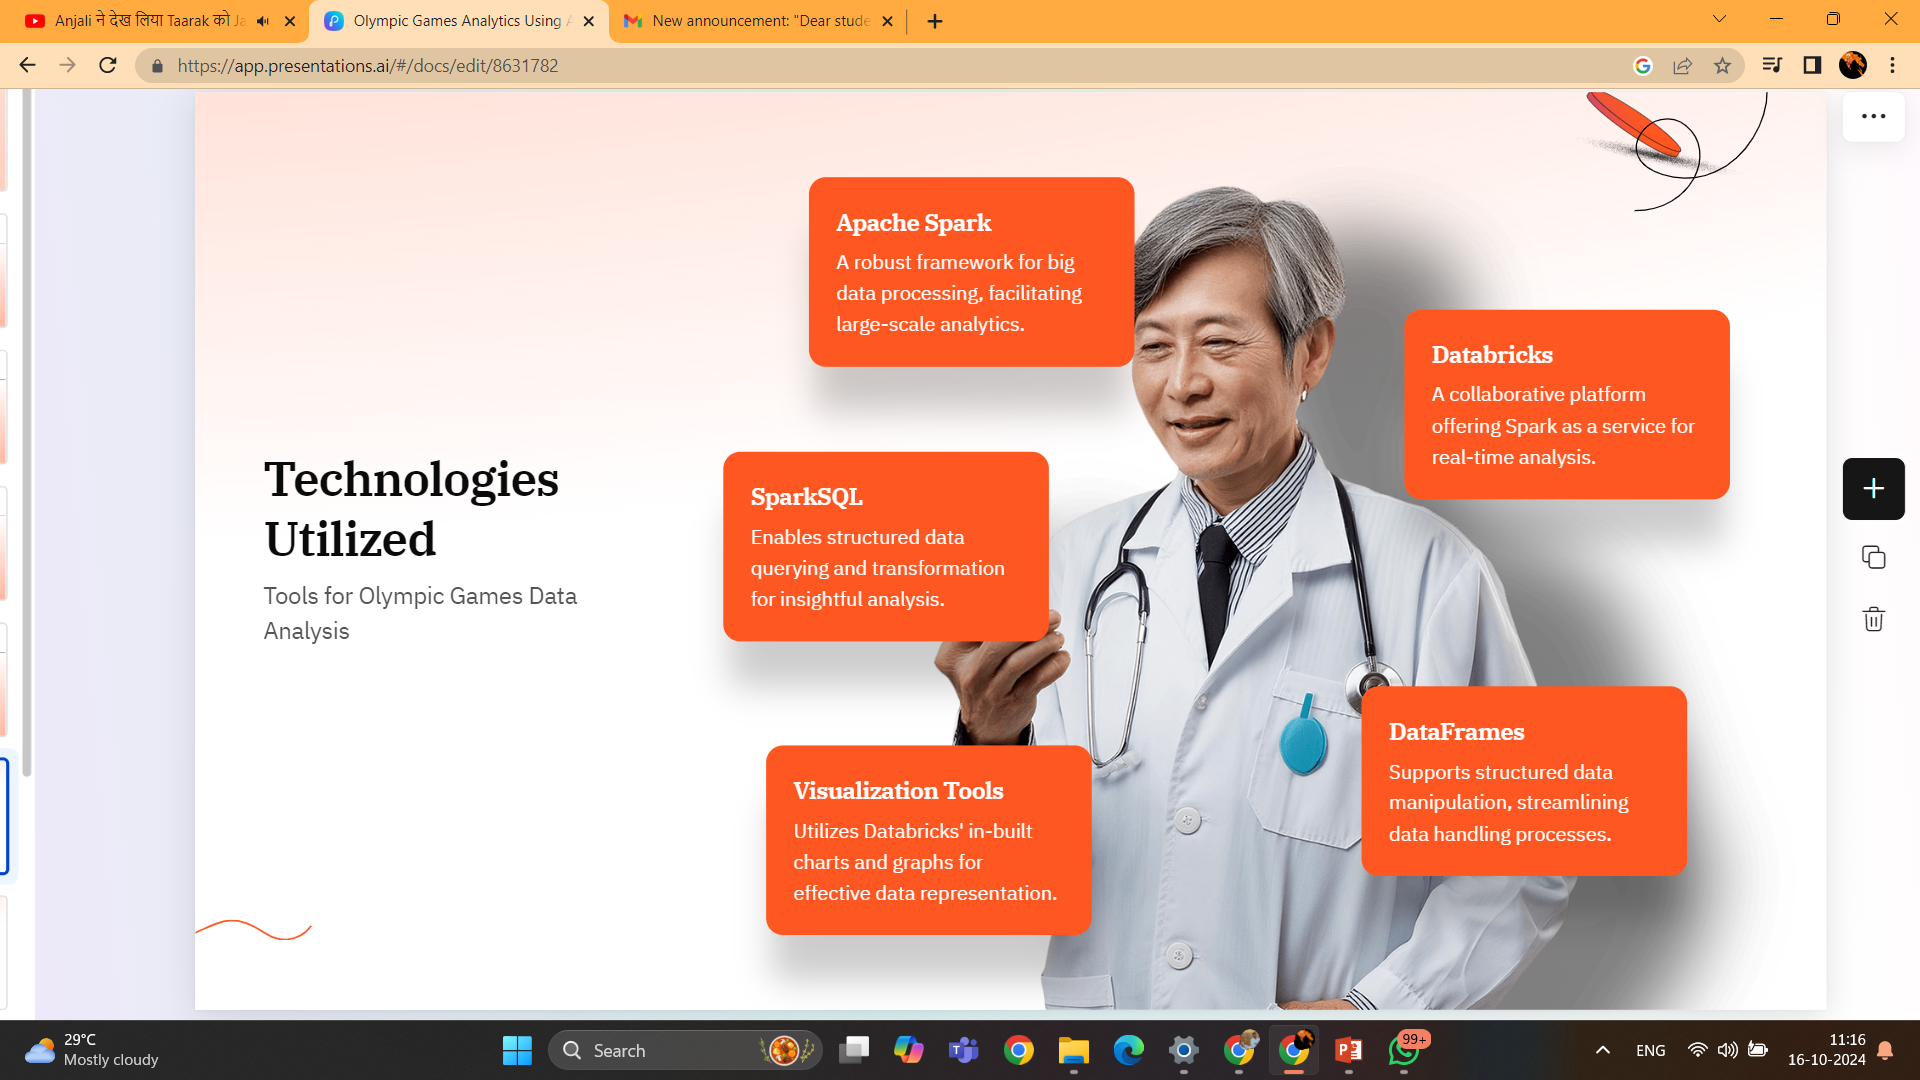 Anjali ने देख लिया Taarak को Ja
Olympic Games Analytics Using A
New announcement: "Dear stude
https://app.presentations.ai/#/docs/edit/8631782
Apache Spark
A robust framework for big
data processing, facilitating
large-scale analytics.
Databricks
A collaborative platform
offering Spark as a service for
real-time analysis.
Technologies
Utilized
Tools for Olympic Games Data
Analysis
SparkSQL
Enables structured data
querying and transformation
for insightful analysis.
DataFrames
Supports structured data
manipulation, streamlining
data handling processes.
Visualization Tools
Utilizes Databricks' in-built
charts and graphs for
effective data representation.
29°C
Mostly cloudy
Search
99+
ENG
11:16
16-10-2024